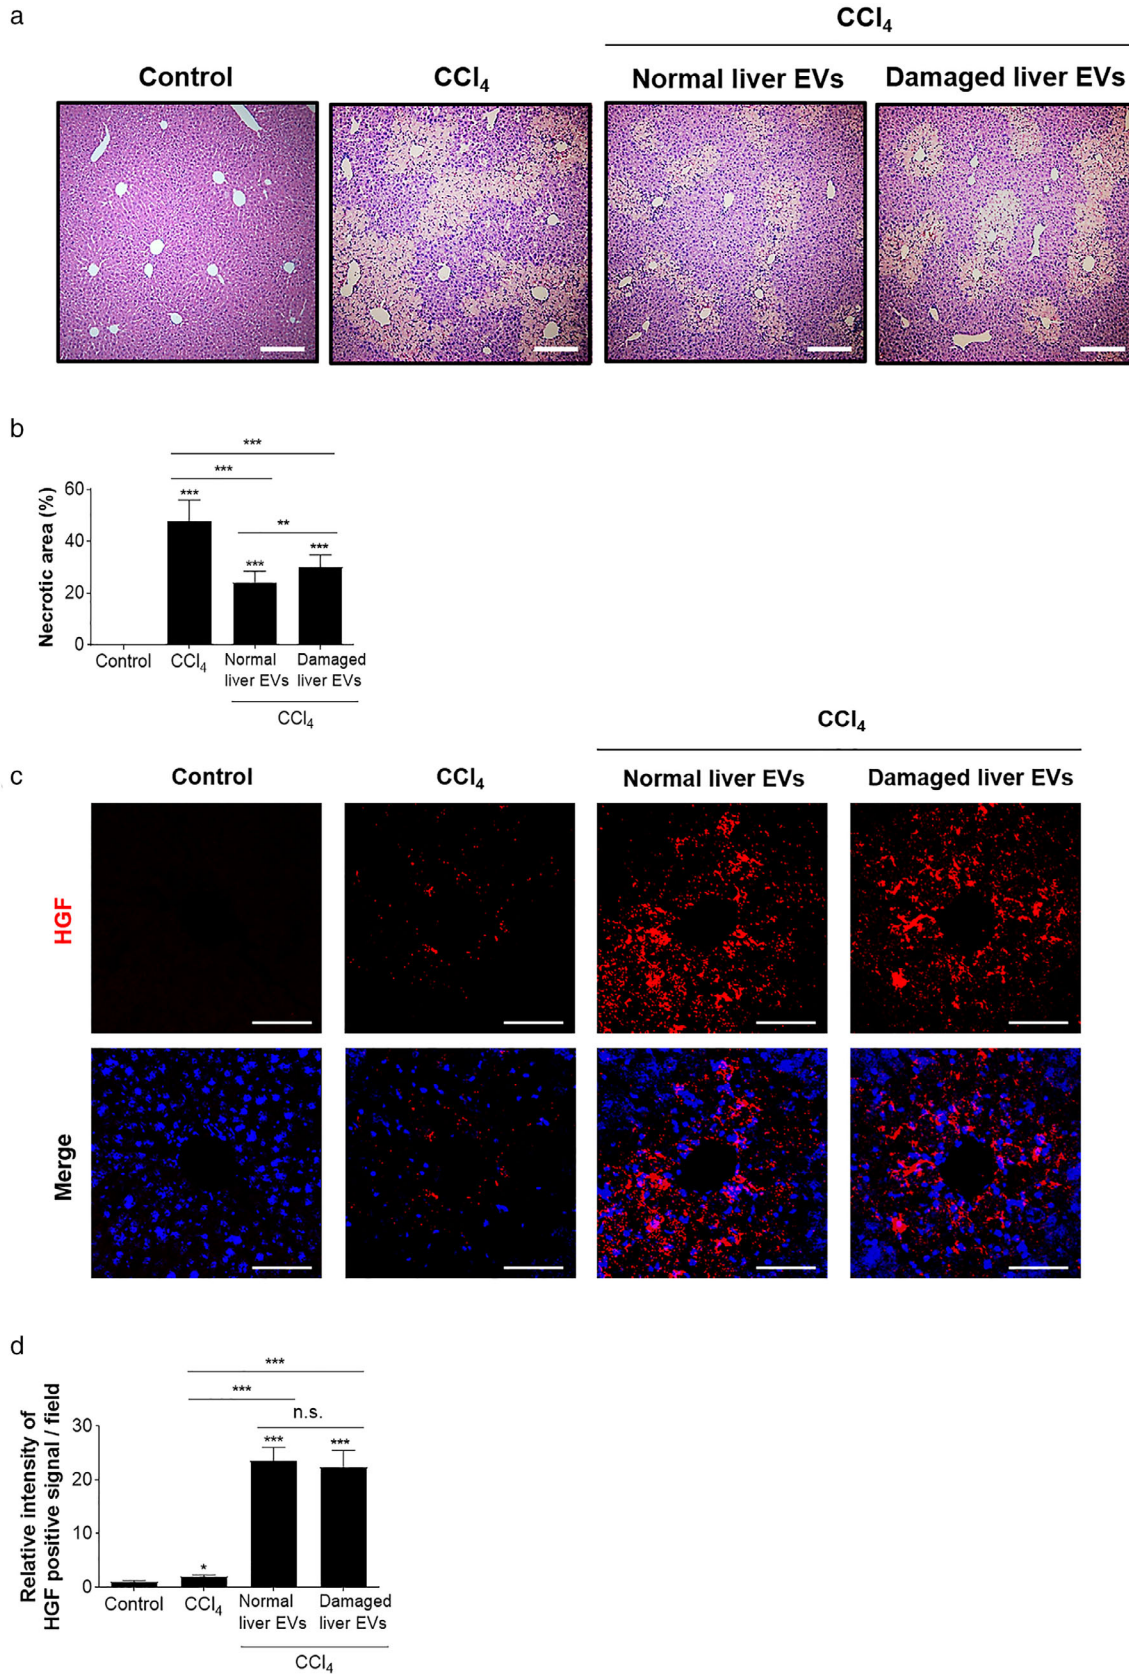 a
CCl4
Control
CCl4
Normal liver EVs
Damaged liver EVs
b
***
***
60
***
**
40
***
***
20
0
Necrotic area (%)
Control
CCl4
Normal
liver EVs
Damaged
liver EVs
CCl4
c
CCl4
Control
CCl4
Normal liver EVs
Damaged liver EVs
HGF
Merge
d
***
***
n.s.
30
***
***
20
10
*
0
Relative intensity of
HGF positive signal / field
Control
CCl4
Normal
liver EVs
Damaged
liver EVs
CCl4